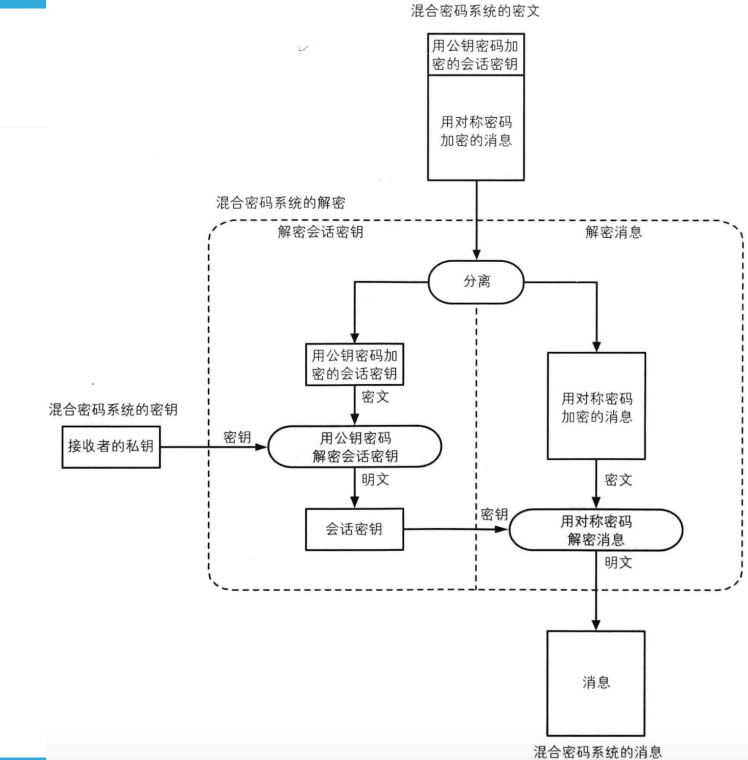 混合密码系统的密文
用公钥密码加
密的会话密钥
用对称密码
加密的消息
混合密码系统的解密
解密会话密钥
解密消息
分离
用公钥密码加
密的会话密钥
用对称密码
加密的消息
密文
混合密码系统的密钥
接收者的私钥
密钥
用公钥密码
解密会话密钥
密文
明文
会话密钥
密钥
用对称密码
解密消息
明文
消息
混合密码系统的消息